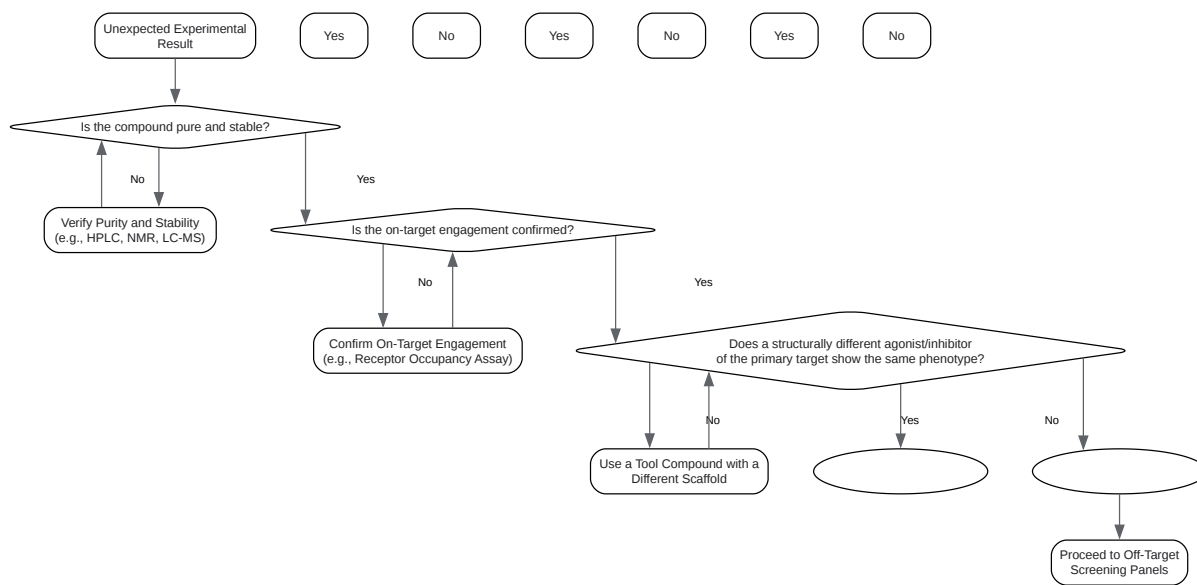 Unexpected Experimental
Result
Yes
No
Yes
No
Yes
No
Is the compound pure and stable?
No
Yes
Verify Purity and Stability
(e.g., HPLC, NMR, LC-MS)
Is the on-target engagement confirmed?
No
Yes
Confirm On-Target Engagement
(e.g., Receptor Occupancy Assay)
Does a structurally different agonist/inhibitor
of the primary target show the same phenotype?
No
Yes
No
Use a Tool Compound with a
Different Scaffold
Proceed to Off-Target
Screening Panels